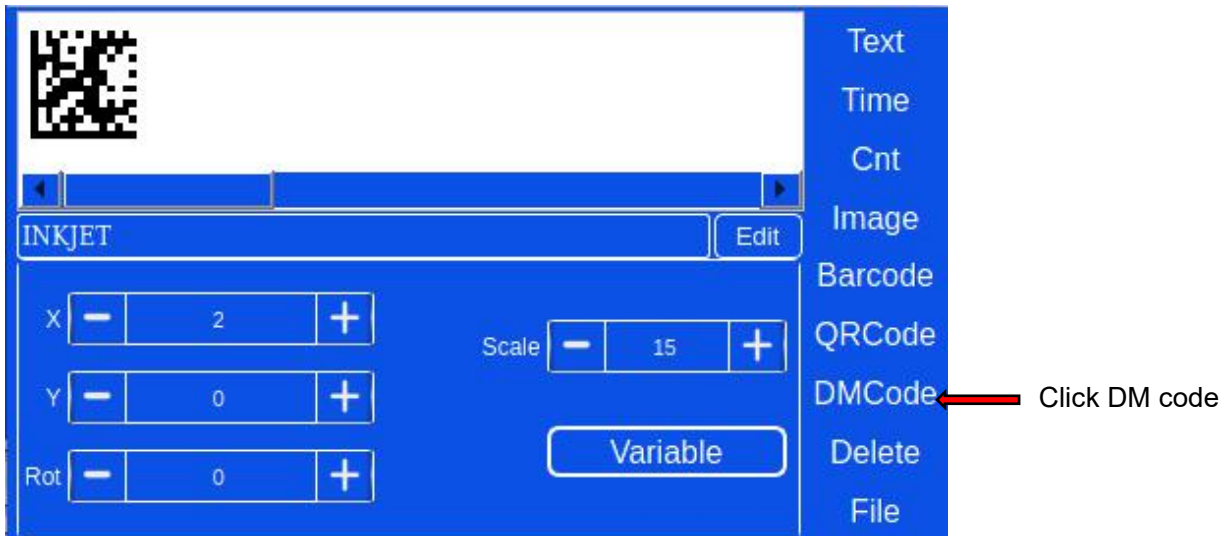 Text
Time
Cnt
Image
INKJET Edit
Barcode
X 2
Scale 15
QRCode
Y 0
DMCode Click DM code
Variable
Delete
Rot 0
File